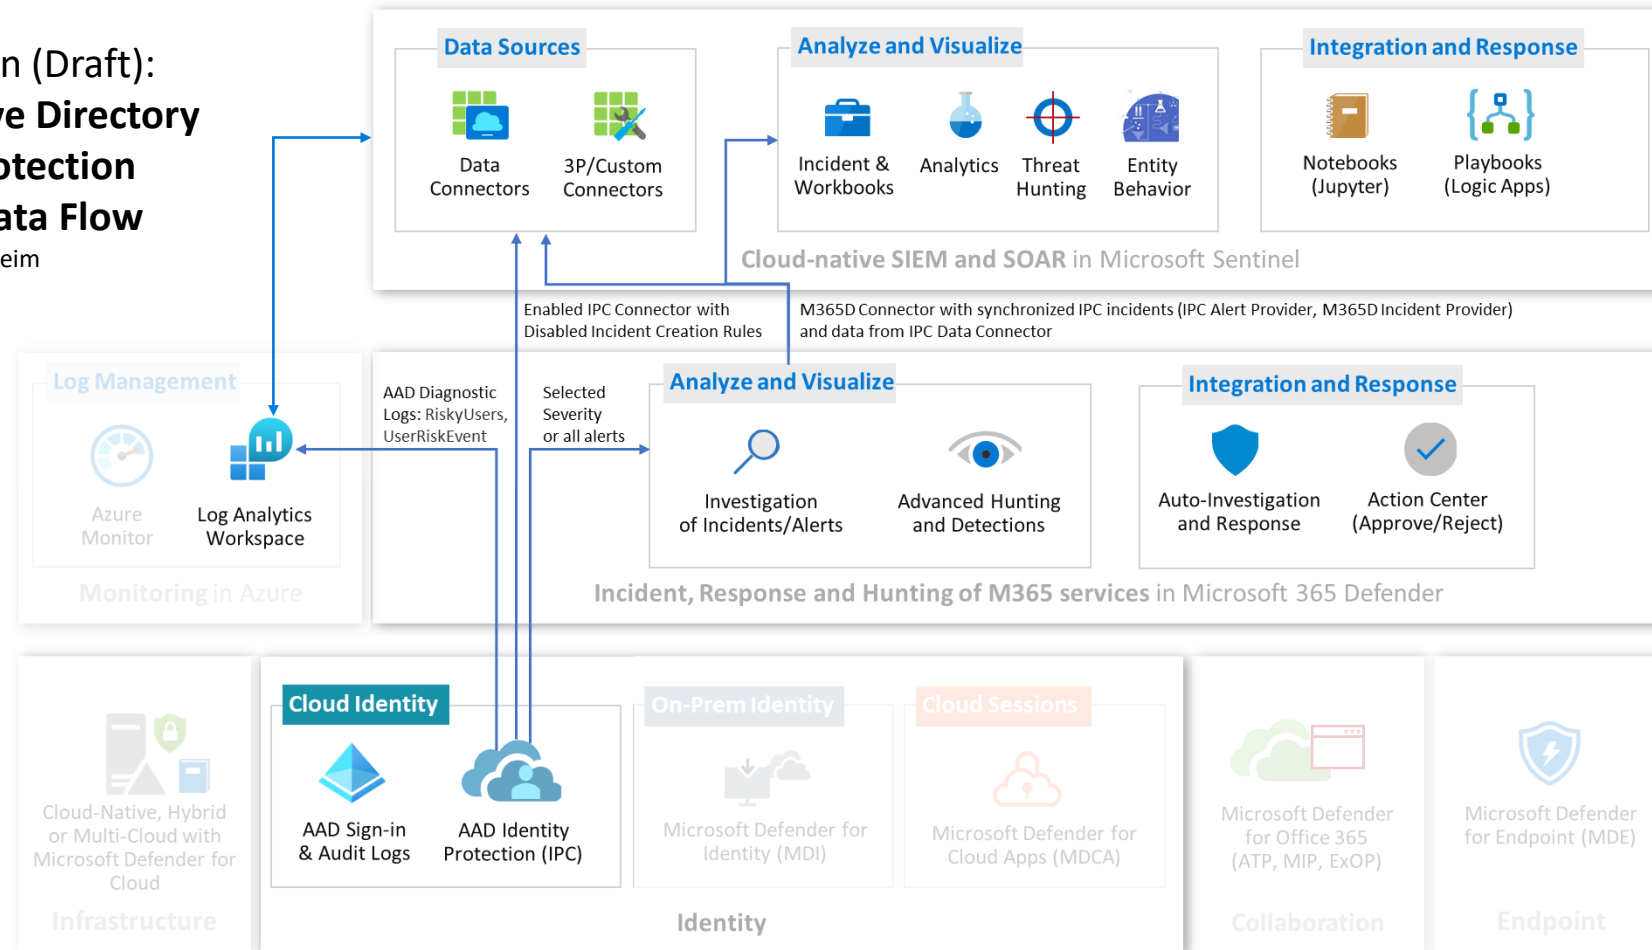 n (Draft):
ve Directory
otection
ata Flow
eim
Data Sources
Data
Connectors
3P/Custom
Connectors
Analyze and Visualize
Incident &
Workbooks
Analytics
Threat
Hunting
Entity
Behavior
Integration and Response
Notebooks
(Jupyter)
Playbooks
(Logic Apps)
Cloud-native SIEM and SOAR in Microsoft Sentinel
Enabled IPC Connector with
Disabled Incident Creation Rules
M365D Connector with synchronized IPC incidents (IPC Alert Provider, M365D Incident Provider)
and data from IPC Data Connector
Log Management
Azure
Monitor
Log Analytics
Workspace
Monitoring in Azure
AAD Diagnostic
Logs: RiskyUsers,
UserRiskEvent
Selected
Severity
or all alerts
Analyze and Visualize
Investigation
of Incidents/Alerts
Advanced Hunting
and Detections
Integration and Response
Auto-Investigation
and Response
Action Center
(Approve/Reject)
Incident, Response and Hunting of M365 services in Microsoft 365 Defender
Cloud-Native, Hybrid
or Multi-Cloud with
Microsoft Defender for
Cloud
Infrastructure
Cloud Identity
AAD Sign-in
& Audit Logs
AAD Identity
Protection (IPC)
On-Prem Identity
Microsoft Defender for
Identity (MDI)
Cloud Sessions
Microsoft Defender for
Cloud Apps (MDCA)
Identity
Microsoft Defender
for Office 365
(ATP, MIP, ExOP)
Collaboration
Microsoft Defender
for Endpoint (MDE)
Endpoint